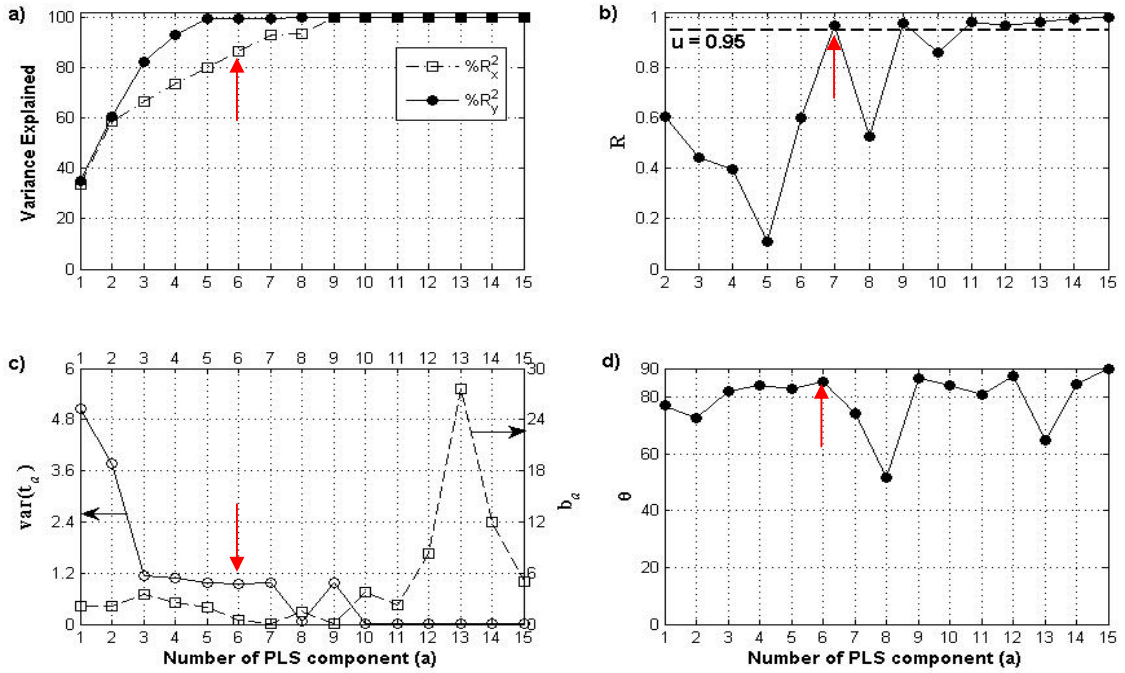 a)
Variance Explained
100
80
60
40
20
0
1 2 3 4 5 6 7 8 9 10 11 12 13 14 15
%R²x
%R²y
b)
R
1
0.8
0.6
0.4
0.2
0
u = 0.95
2 3 4 5 6 7 8 9 10 11 12 13 14 15
c)
1 2 3 4 5 6 7 8 9 10 11 12 13 14 15
var(t_a)
6
4.8
3.6
2.4
1.2
0
30
24
18
12
6
0
b_a
1 2 3 4 5 6 7 8 9 10 11 12 13 14 15
Number of PLS component (a)
d)
θ
90
80
60
40
20
0
1 2 3 4 5 6 7 8 9 10 11 12 13 14 15
Number of PLS component (a)